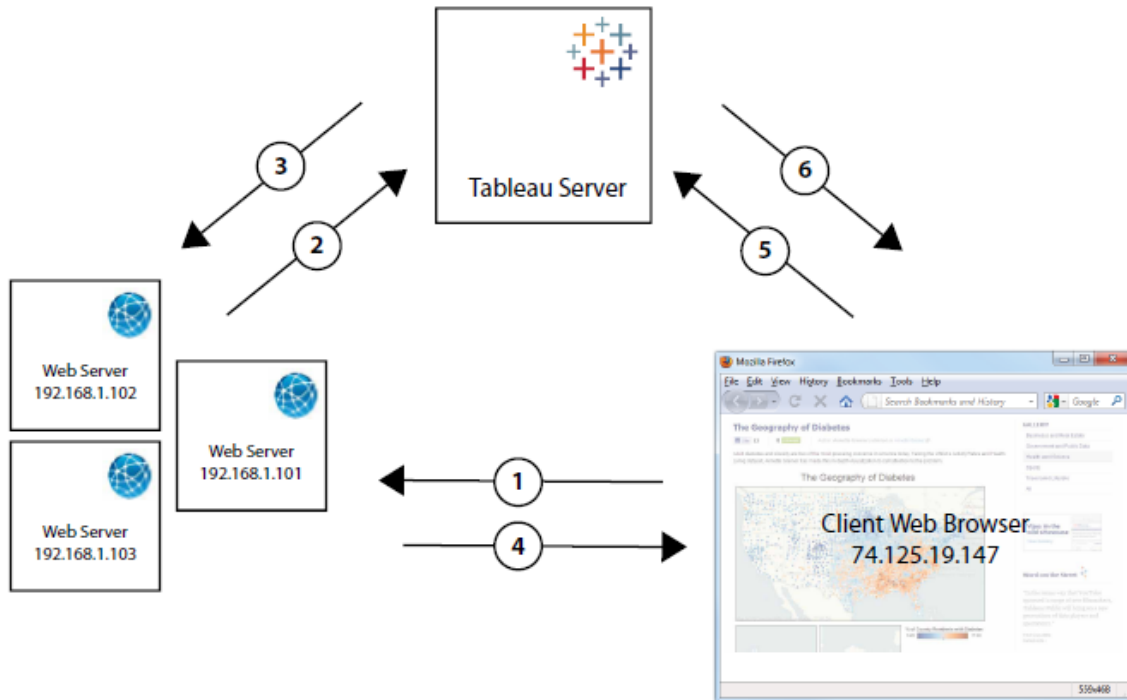 Tableau Server
3
6
2
5
Web Server
192.168.1.102
Web Server
192.168.1.101
Web Server
192.168.1.103
1
4
Mozilla Firefox
File Edit View History Bookmarks Tools Help
Search Bookmarks and History
Google
The Geography of Diabetes
The Geography of Diabetes
Client Web Browser
74.125.19.147
559x468